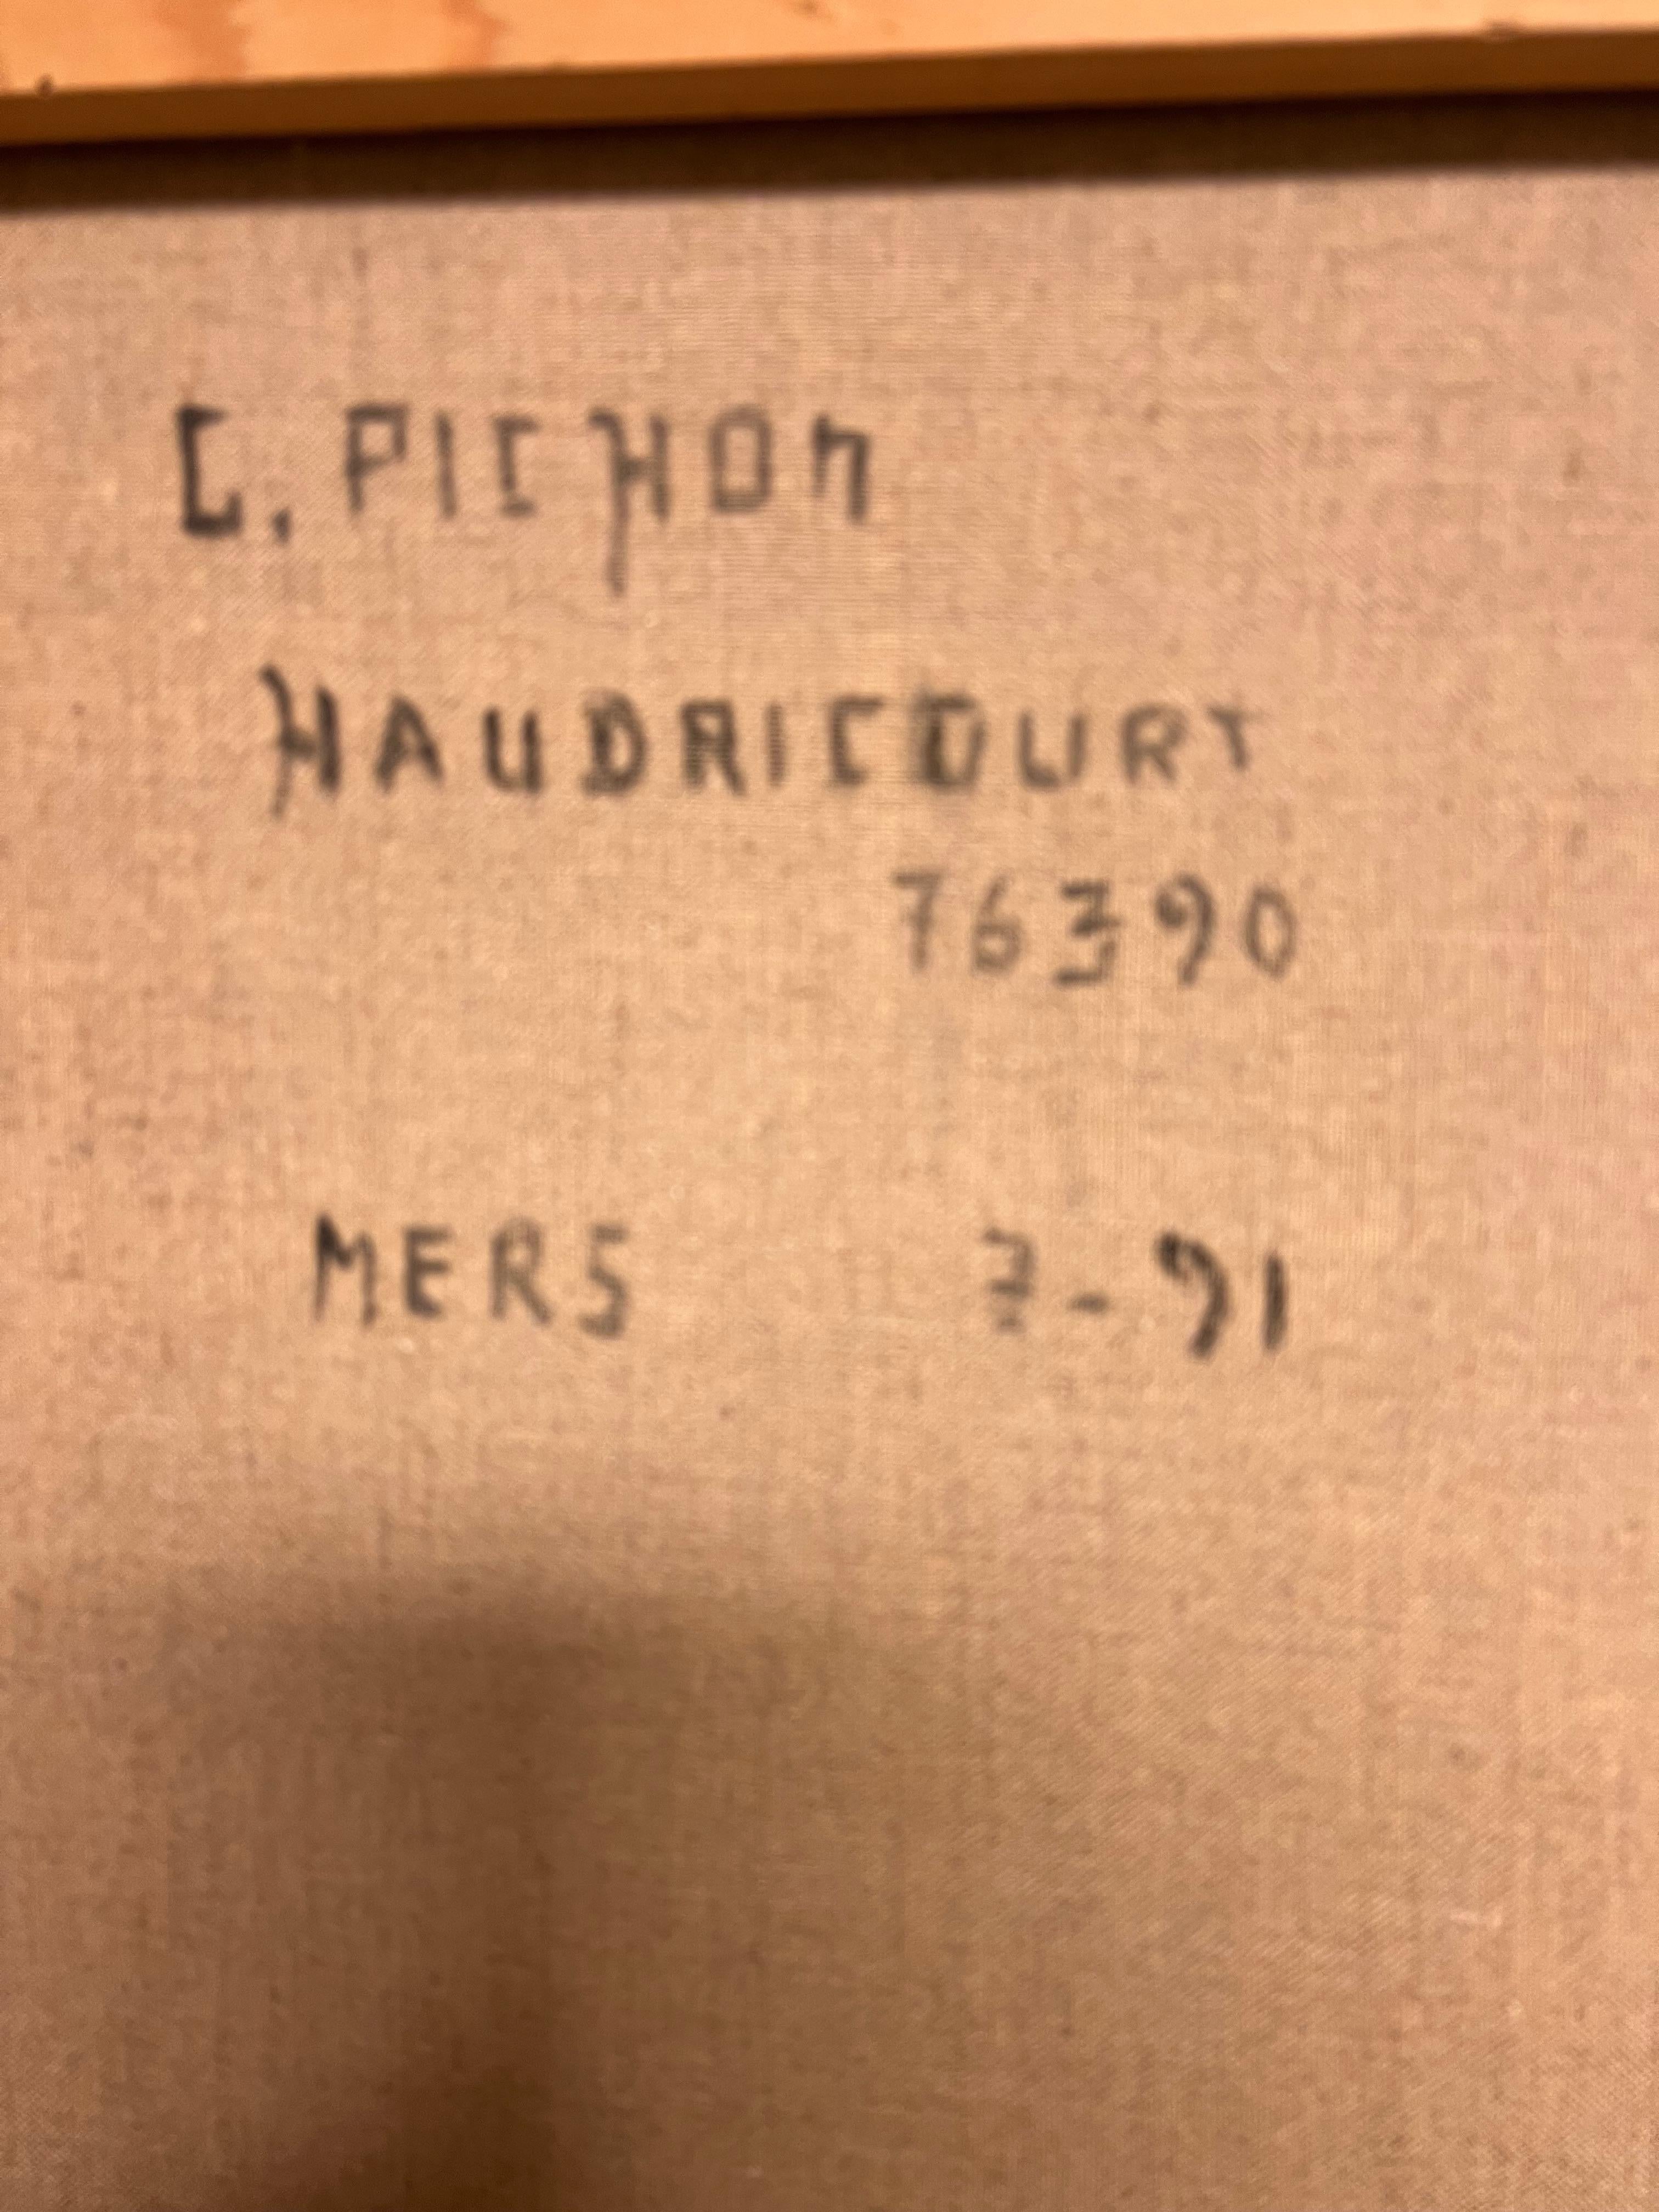 C. PICHON
HAUDRICOURT
76390
MERS 3-91